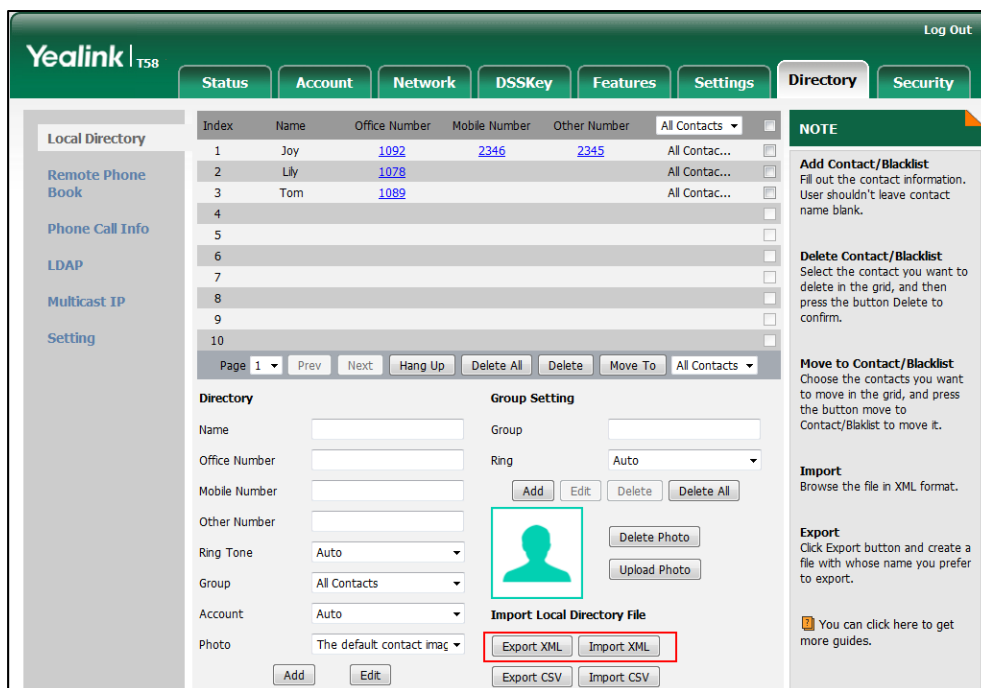 Log Out
Yealink | T58
Status Account Network DSSKey Features Settings Directory Security
Local Directory
Remote Phone
Book
Phone Call Info
LDAP
Multicast IP
Setting
Index Name Office Number Mobile Number Other Number All Contacts
1 Joy 1092 2346 2345 All Contac...
2 Lily 1078 All Contac...
3 Tom 1089 All Contac...
4
5
6
7
8
9
10
Page 1 Prev Next Hang Up Delete All Delete Move To All Contacts
Directory
Name
Office Number
Mobile Number
Other Number
Ring Tone Auto
Group All Contacts
Account Auto
Photo The default contact imag
Add Edit
Group Setting
Group
Ring Auto
Add Edit Delete Delete All
Delete Photo
Upload Photo
Import Local Directory File
Export XML Import XML
Export CSV Import CSV
NOTE
Add Contact/Blacklist
Fill out the contact information.
User shouldn't leave contact
name blank.
Delete Contact/Blacklist
Select the contact you want to
delete in the grid, and then
press the button Delete to
confirm.
Move to Contact/Blacklist
Choose the contacts you want
to move in the grid, and press
the button move to
Contact/Blaklist to move it.
Import
Browse the file in XML format.
Export
Click Export button and create a
file with whose name you prefer
to export.
You can click here to get
more guides.